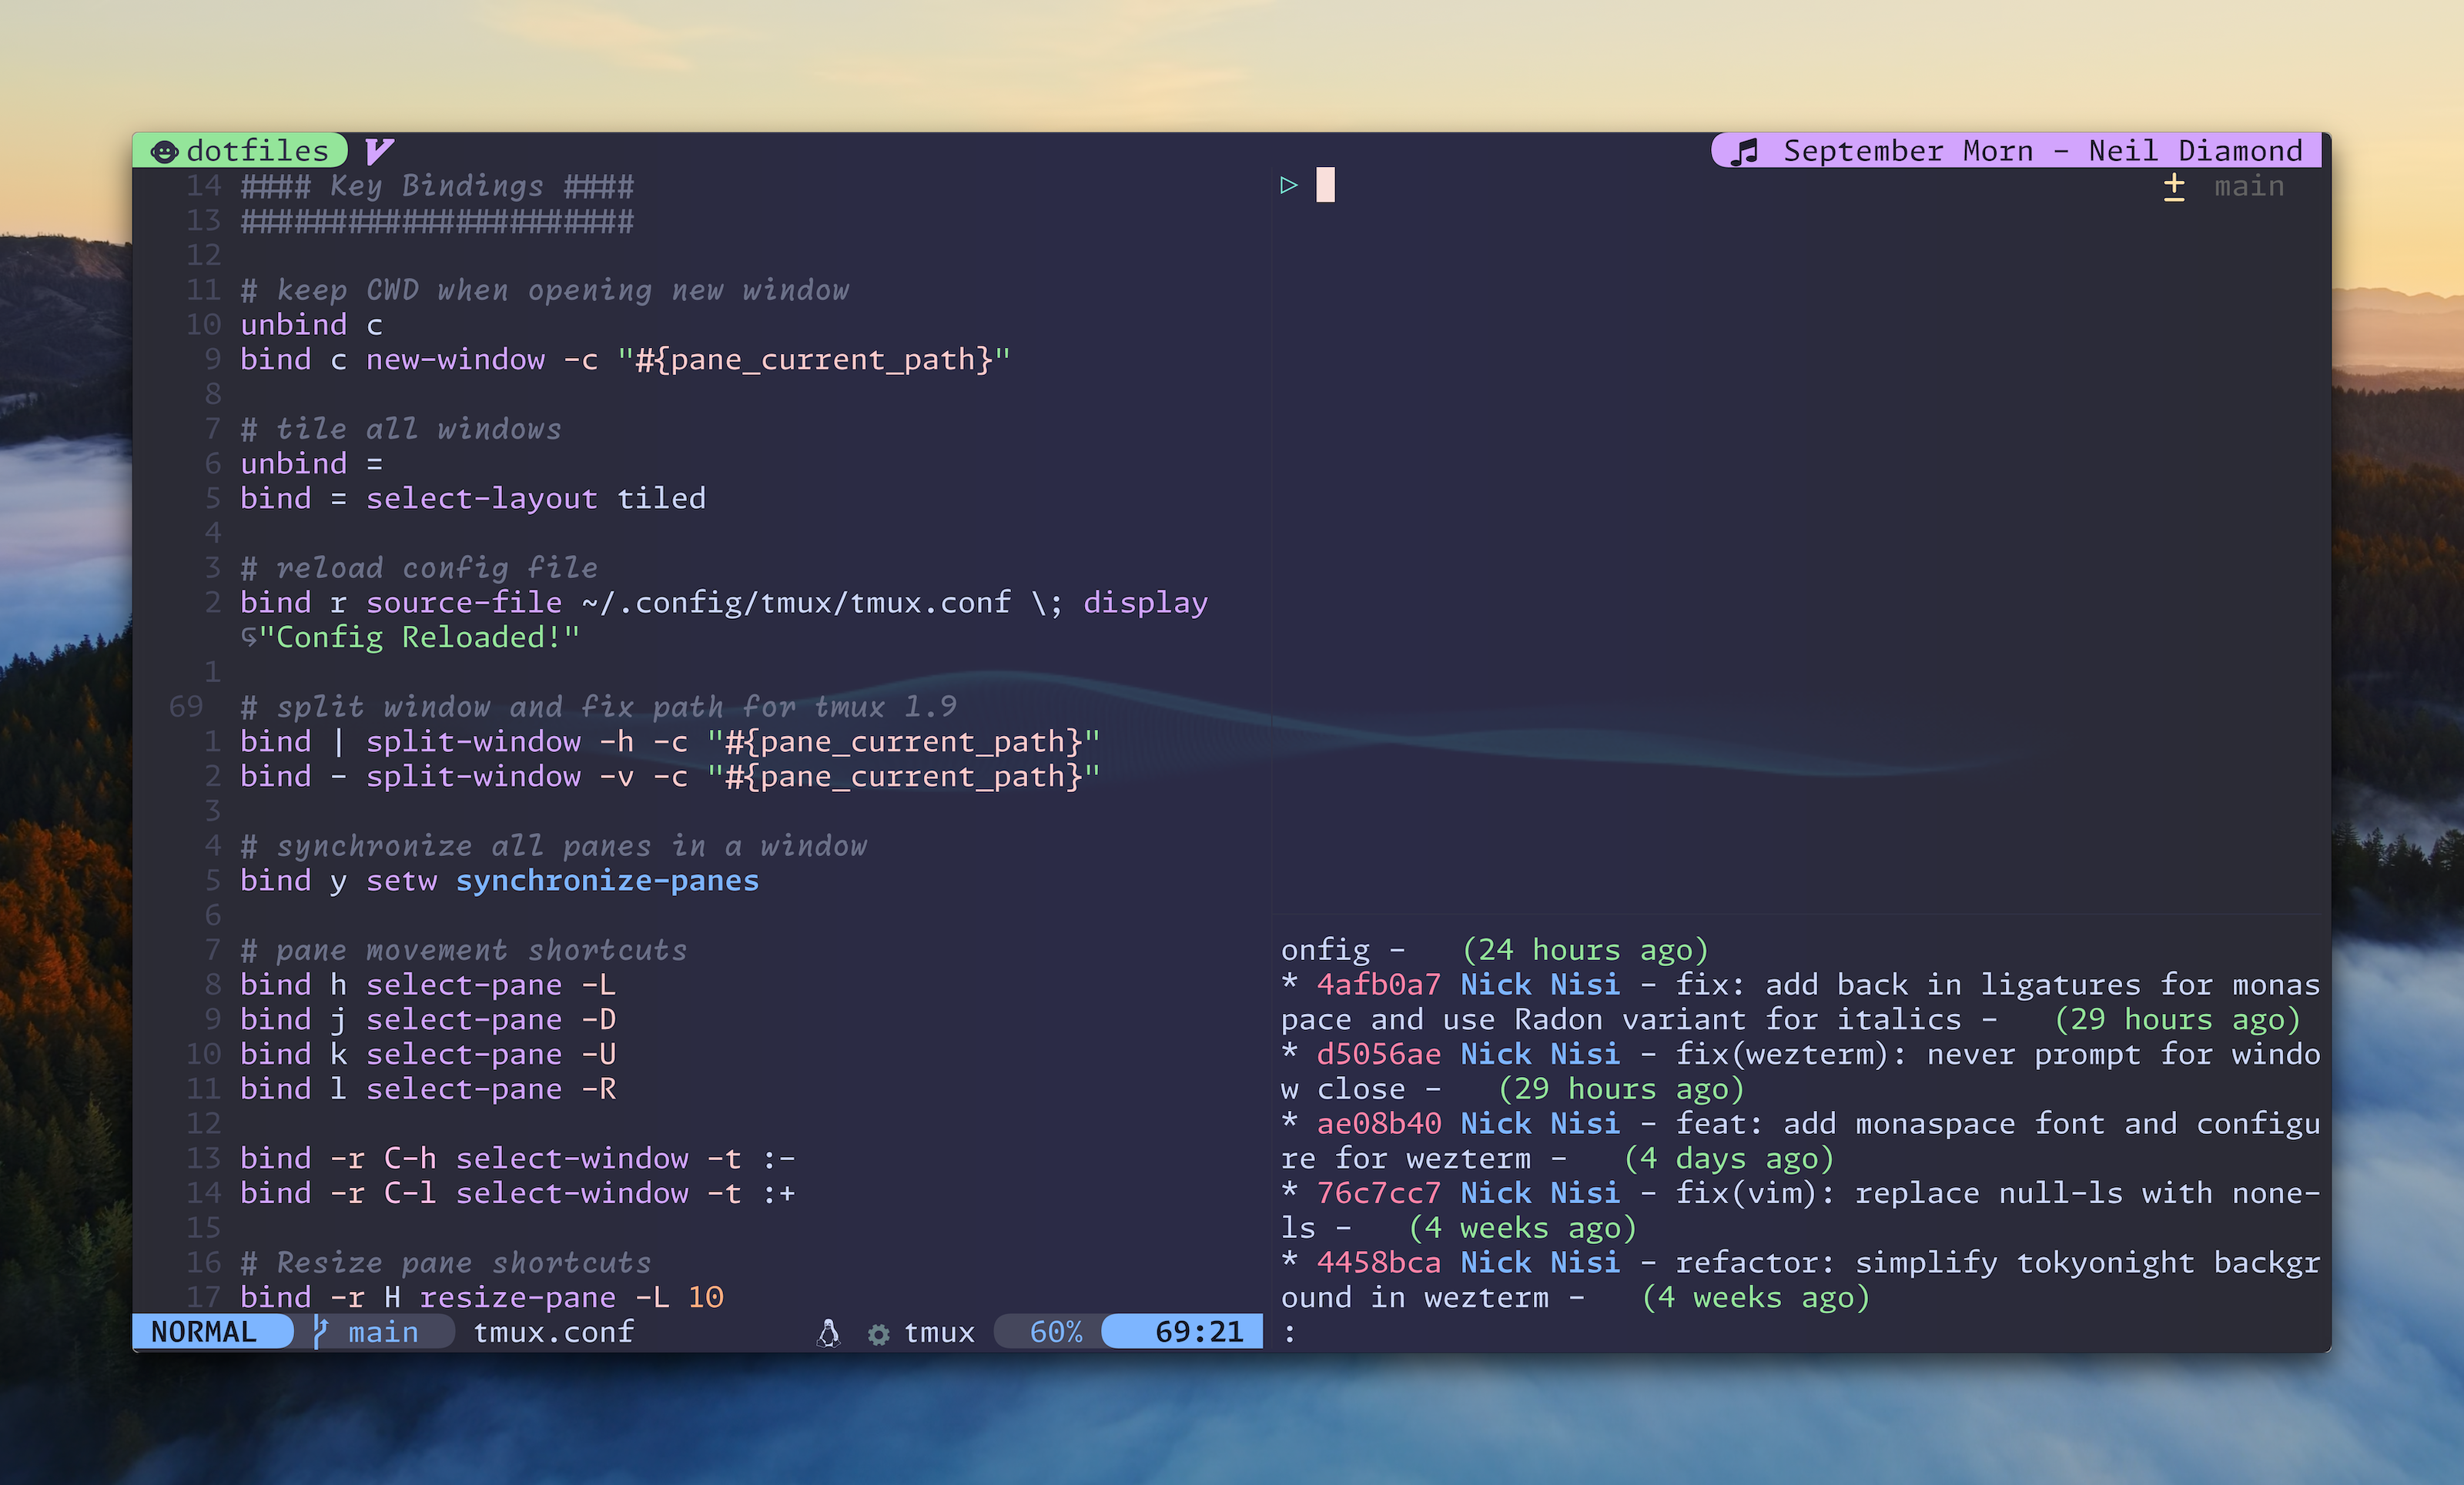 dotfiles
September Morn - Neil Diamond
14 #### Key Bindings ####
13 ######################
12
11 # keep CWD when opening new window
10 unbind c
9 bind c new-window -c "#{pane_current_path}"
8
7 # tile all windows
6 unbind =
5 bind = select-layout tiled
4
3 # reload config file
2 bind r source-file ~/.config/tmux/tmux.conf \; display
"Config Reloaded!"
1
69 # split window and fix path for tmux 1.9
1 bind | split-window -h -c "#{pane_current_path}"
2 bind - split-window -v -c "#{pane_current_path}"
3
4 # synchronize all panes in a window
5 bind y setw synchronize-panes
6
7 # pane movement shortcuts
8 bind h select-pane -L
9 bind j select-pane -D
10 bind k select-pane -U
11 bind l select-pane -R
12
13 bind -r C-h select-window -t :-
14 bind -r C-l select-window -t :+
15
16 # Resize pane shortcuts
17 bind -r H resize-pane -L 10
NORMAL main tmux.conf tmux 60% 69:21
▷ ± main
onfig - (24 hours ago)
* 4afb0a7 Nick Nisi - fix: add back in ligatures for monas
pace and use Radon variant for italics - (29 hours ago)
* d5056ae Nick Nisi - fix(wezterm): never prompt for windo
w close - (29 hours ago)
* ae08b40 Nick Nisi - feat: add monaspace font and configu
re for wezterm - (4 days ago)
* 76c7cc7 Nick Nisi - fix(vim): replace null-ls with none-
ls - (4 weeks ago)
* 4458bca Nick Nisi - refactor: simplify tokyonight backgr
ound in wezterm - (4 weeks ago)
: